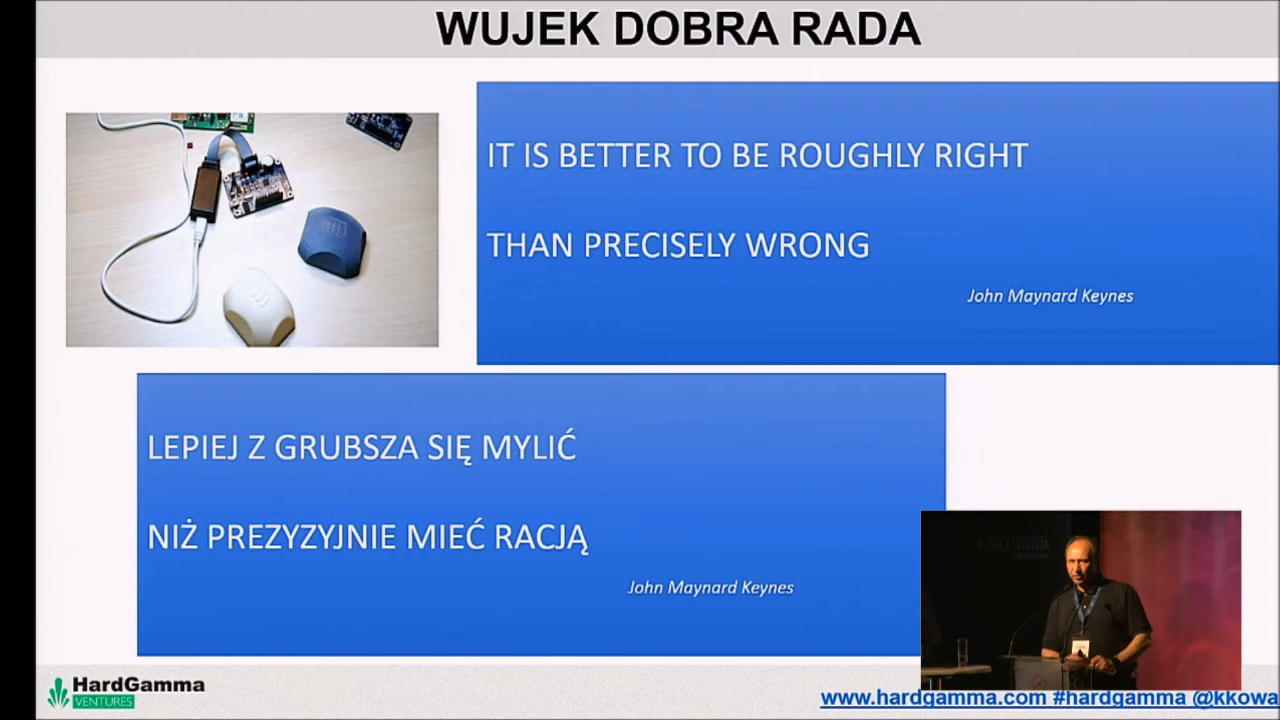 WUJEK DOBRA RADA
IT IS BETTER TO BE ROUGHLY RIGHT
THAN PRECISELY WRONG
John Maynard Keynes
LEPIEJ Z GRUBSZA SIĘ MYLIĆ
NIŻ PREZYZYJNIE MIEĆ RACJĄ
John Maynard Keynes
HardGamma
VENTURES
www.hardgamma.com #hardgamma @kkowa